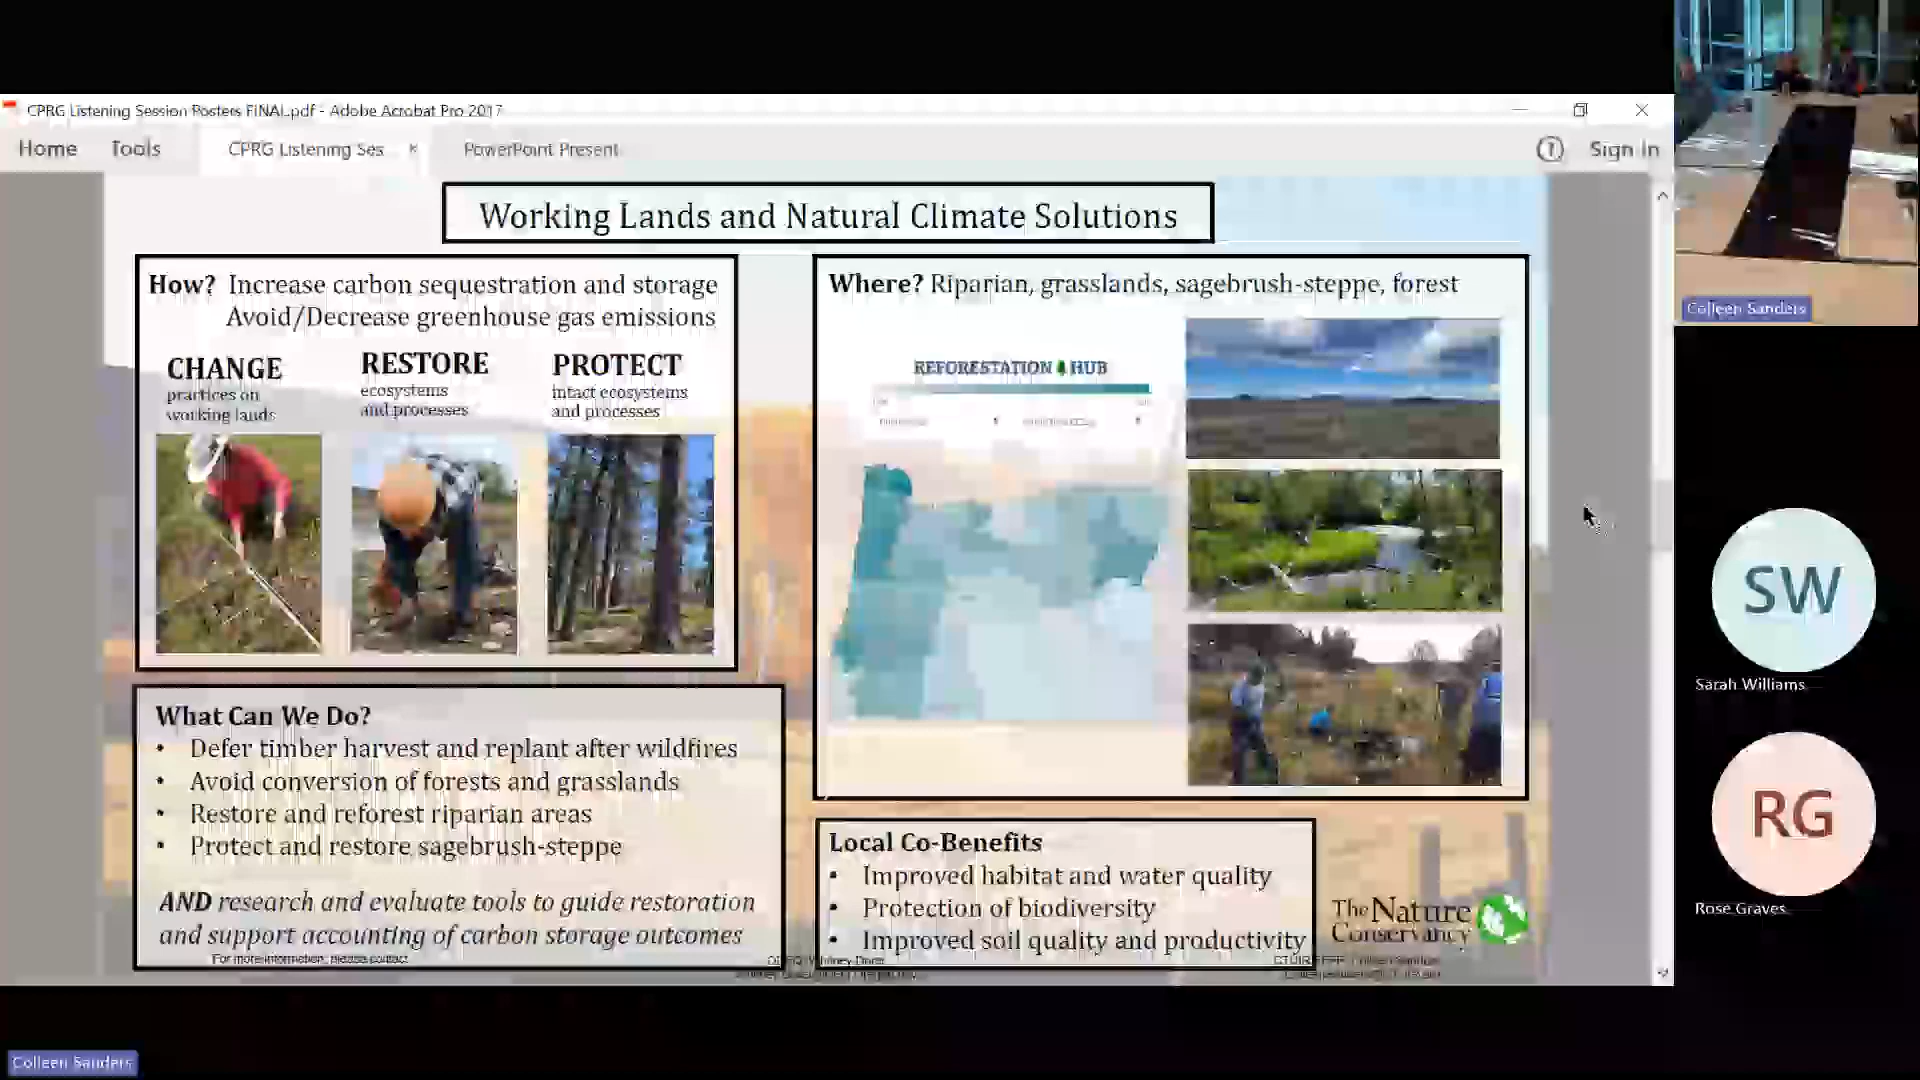 CPRG Listening Session Posters FINAL.pdf - Adobe Acrobat Pro 2017
Home Tools CPRG Listening Ses × PowerPoint Present
? Sign In
Working Lands and Natural Climate Solutions
How? Increase carbon sequestration and storage
Avoid/Decrease greenhouse gas emissions
CHANGE
practices on
working lands
RESTORE
ecosystems
and processes
PROTECT
intact ecosystems
and processes
What Can We Do?
• Defer timber harvest and replant after wildfires
• Avoid conversion of forests and grasslands
• Restore and reforest riparian areas
• Protect and restore sagebrush-steppe
AND research and evaluate tools to guide restoration
and support accounting of carbon storage outcomes
For more information, please contact
Where? Riparian, grasslands, sagebrush-steppe, forest
REFORESTATION HUB
Local Co-Benefits
• Improved habitat and water quality
• Protection of biodiversity
• Improved soil quality and productivity
The Nature
Conservancy
Colleen Sanders
SW
Sarah Williams
RG
Rose Graves
Colleen Sanders